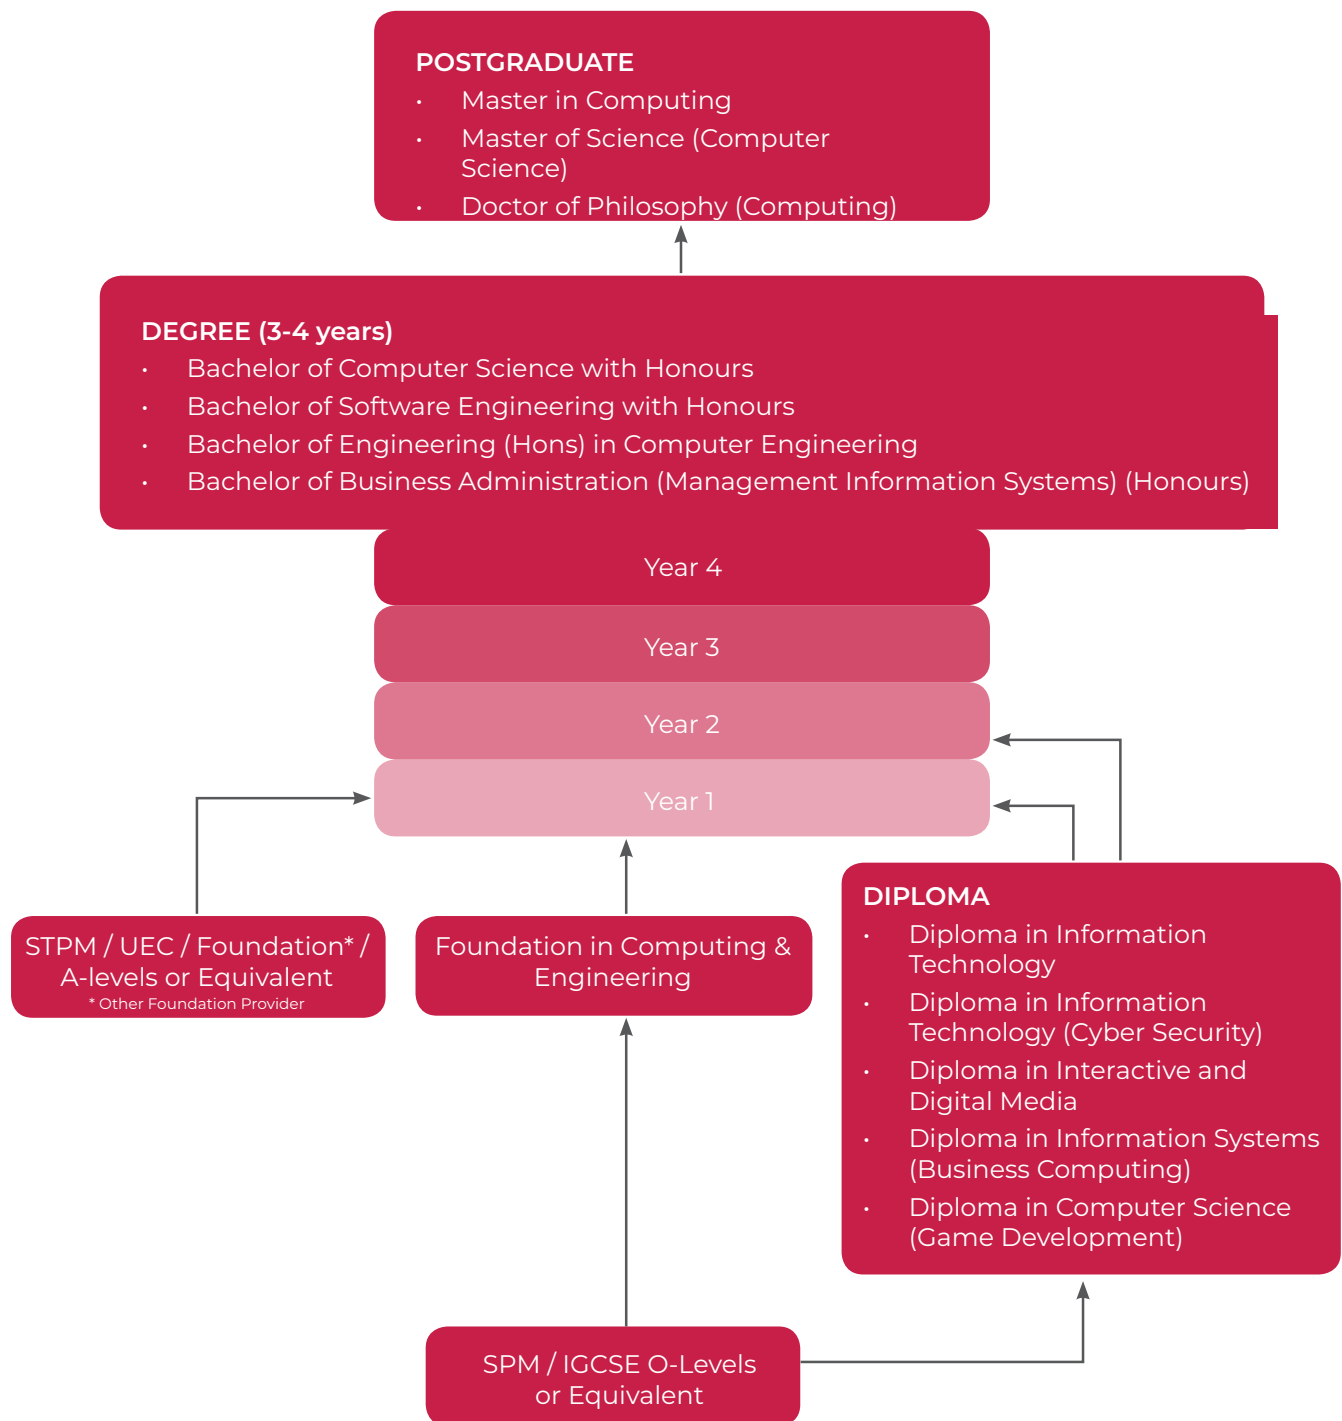 POSTGRADUATE
• Master in Computing
• Master of Science (Computer
Science)
• Doctor of Philosophy (Computing)
DEGREE (3-4 years)
• Bachelor of Computer Science with Honours
• Bachelor of Software Engineering with Honours
• Bachelor of Engineering (Hons) in Computer Engineering
• Bachelor of Business Administration (Management Information Systems) (Honours)
Year 4
Year 3
Year 2
Year 1
STPM / UEC / Foundation* /
A-levels or Equivalent
* Other Foundation Provider
Foundation in Computing &
Engineering
DIPLOMA
• Diploma in Information
Technology
• Diploma in Information
Technology (Cyber Security)
• Diploma in Interactive and
Digital Media
• Diploma in Information Systems
(Business Computing)
• Diploma in Computer Science
(Game Development)
SPM / IGCSE O-Levels
or Equivalent